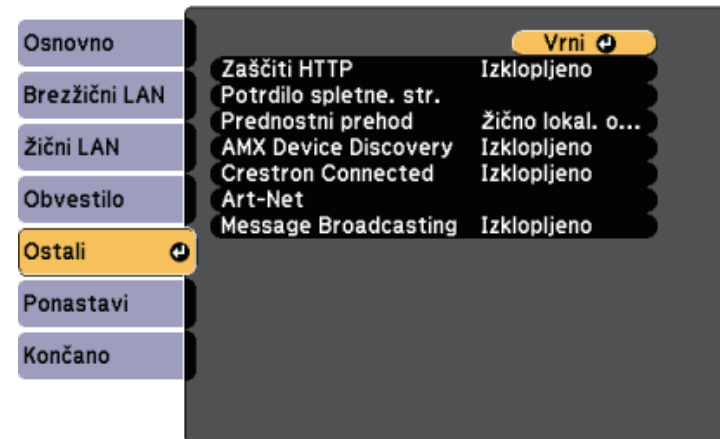 Osnovno
Brezžični LAN
Žični LAN
Obvestilo
Ostali
Ponastavi
Končano
Vrni
Zaščiti HTTP Izklopljeno
Potrdilo spletne. str.
Prednostni prehod Žično lokal. o...
AMX Device Discovery Izklopljeno
Crestron Connected Izklopljeno
Art-Net
Message Broadcasting Izklopljeno